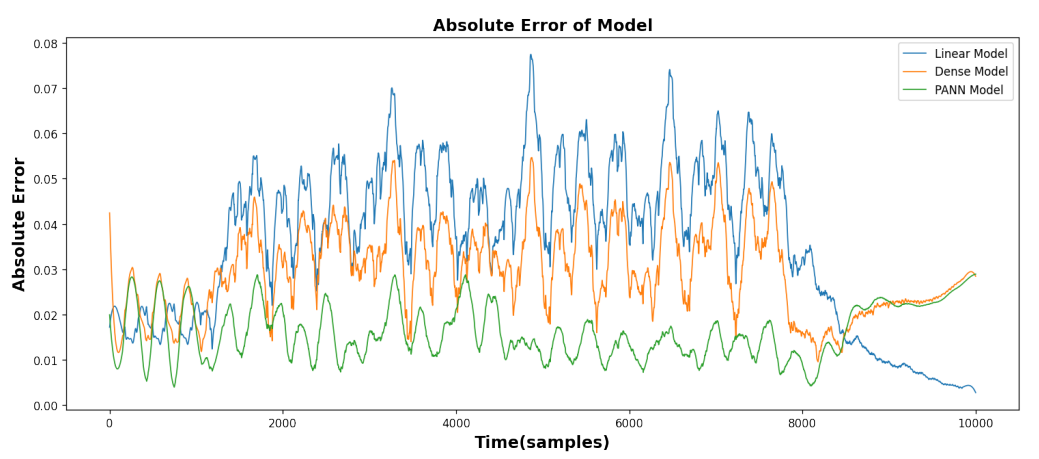 Absolute Error of Model
Absolute Error
0.08
0.07
0.06
0.05
0.04
0.03
0.02
0.01
0.00
Linear Model
Dense Model
PANN Model
0
2000
4000
6000
8000
10000
Time(samples)